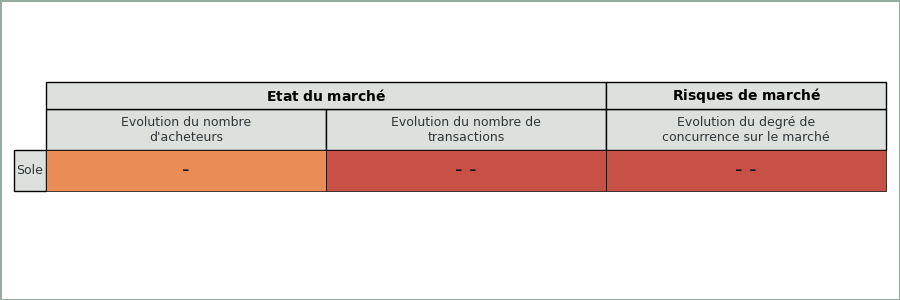 Etat du marché
Risques de marché
Evolution du nombre
d'acheteurs
Evolution du nombre de
transactions
Evolution du degré de
concurrence sur le marché
Sole
–
– –
– –